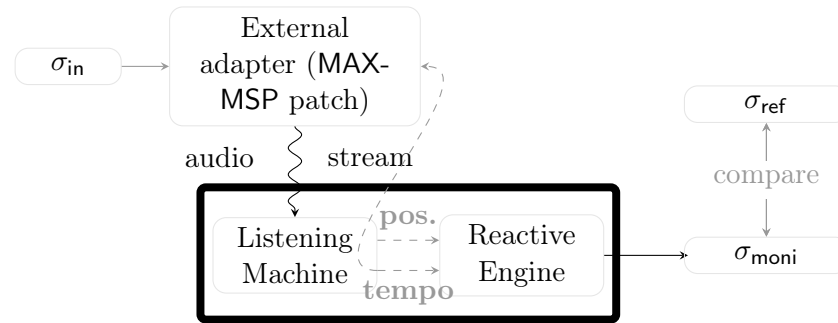 External
σin
adapter (MAX-
MSP patch)
σref
audio stream
compare
pos.
Listening
Machine
Reactive
Engine
σmoni
tempo